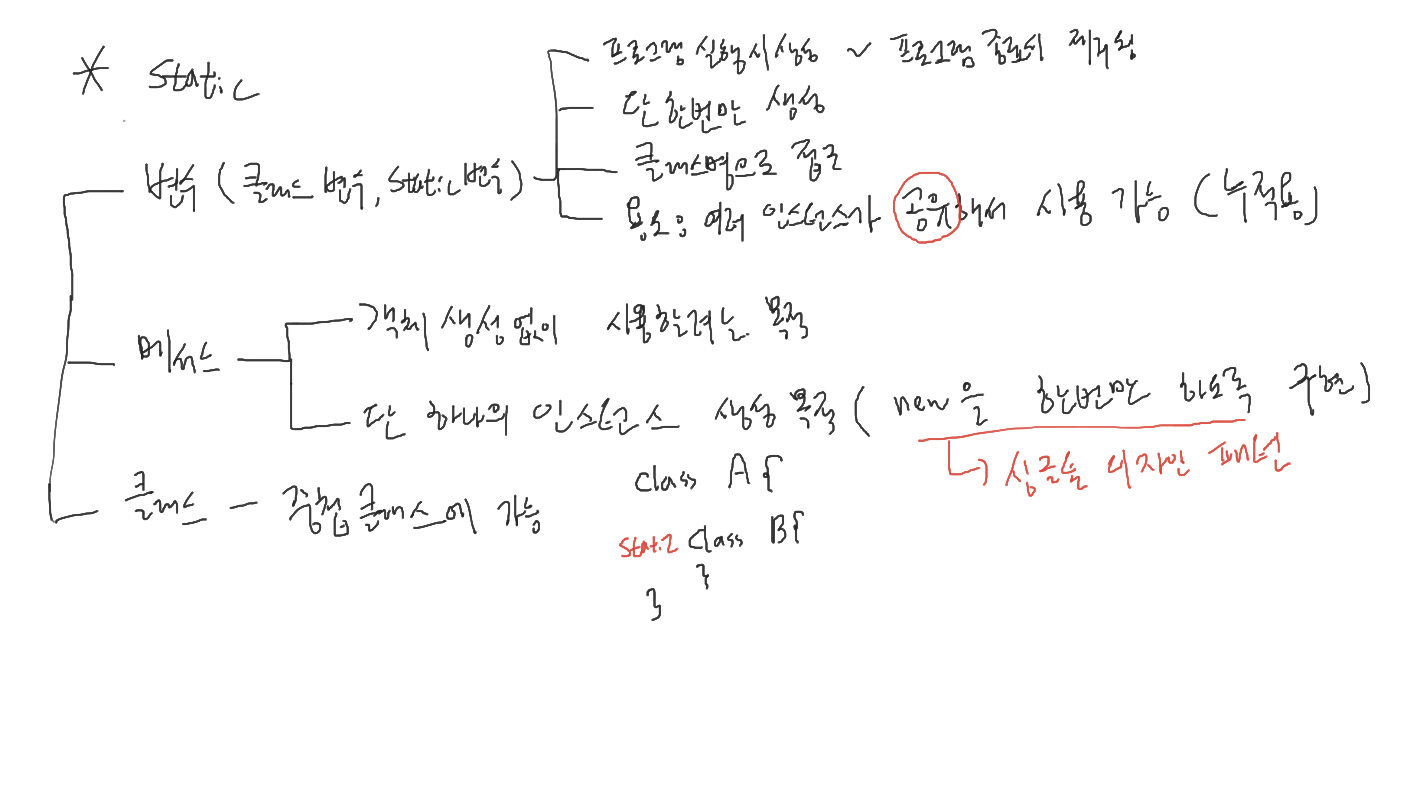 * static
프로그램 실행시 생성 ~ 프로그램 종료시 제거됨
단 한번만 생성
변수 (클래스 변수, static 변수)
클래스명으로 접근
용도는 여러 인스턴스가 공유해서 사용 가능 (누적용)
객체 생성없이 사용할려는 목적
메서드
단 하나의 인스턴스 생성 목적 (new을 한번만 하도록 구현)
싱글톤 디자인 패턴
클래스 - 중첩클래스에 가능
class A {
static class B {
}
}